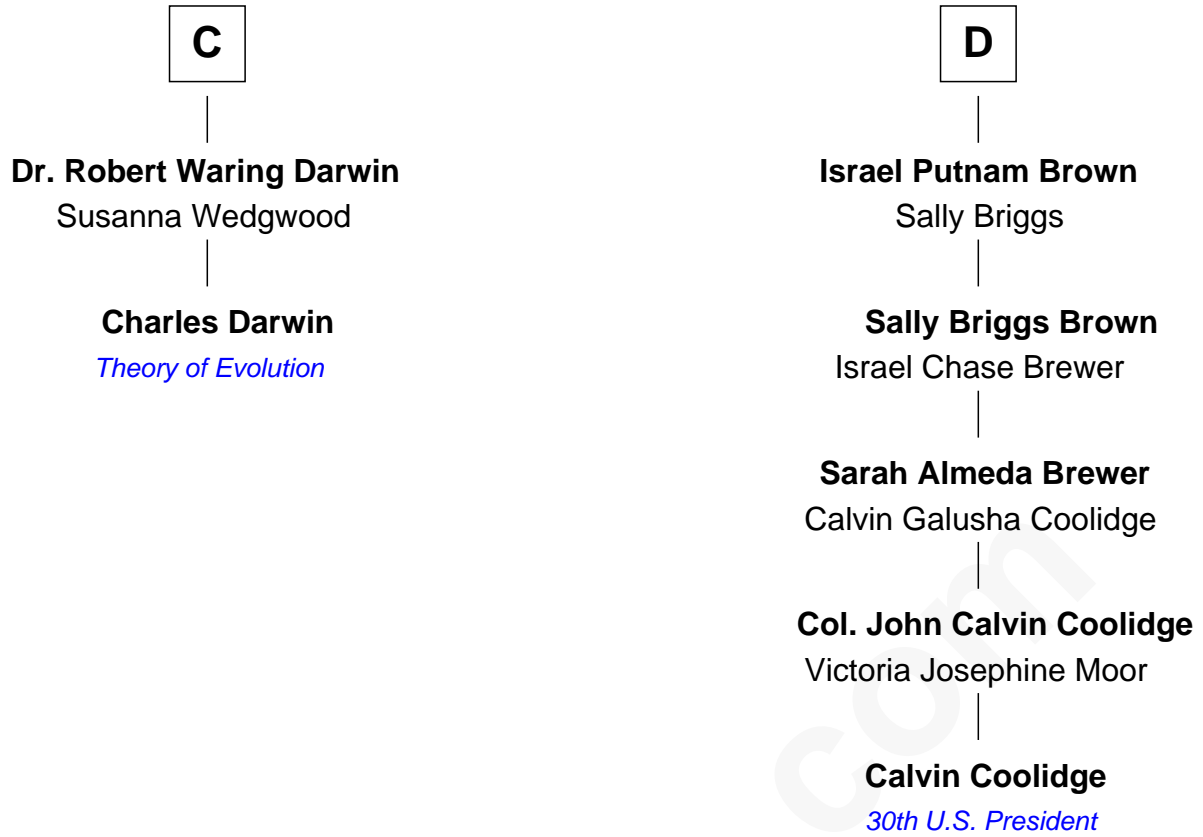 C
Dr. Robert Waring Darwin
Susanna Wedgwood
Charles Darwin
Theory of Evolution
D
Israel Putnam Brown
Sally Briggs
Sally Briggs Brown
Israel Chase Brewer
Sarah Almeda Brewer
Calvin Galusha Coolidge
Col. John Calvin Coolidge
Victoria Josephine Moor
Calvin Coolidge
30th U.S. President
com